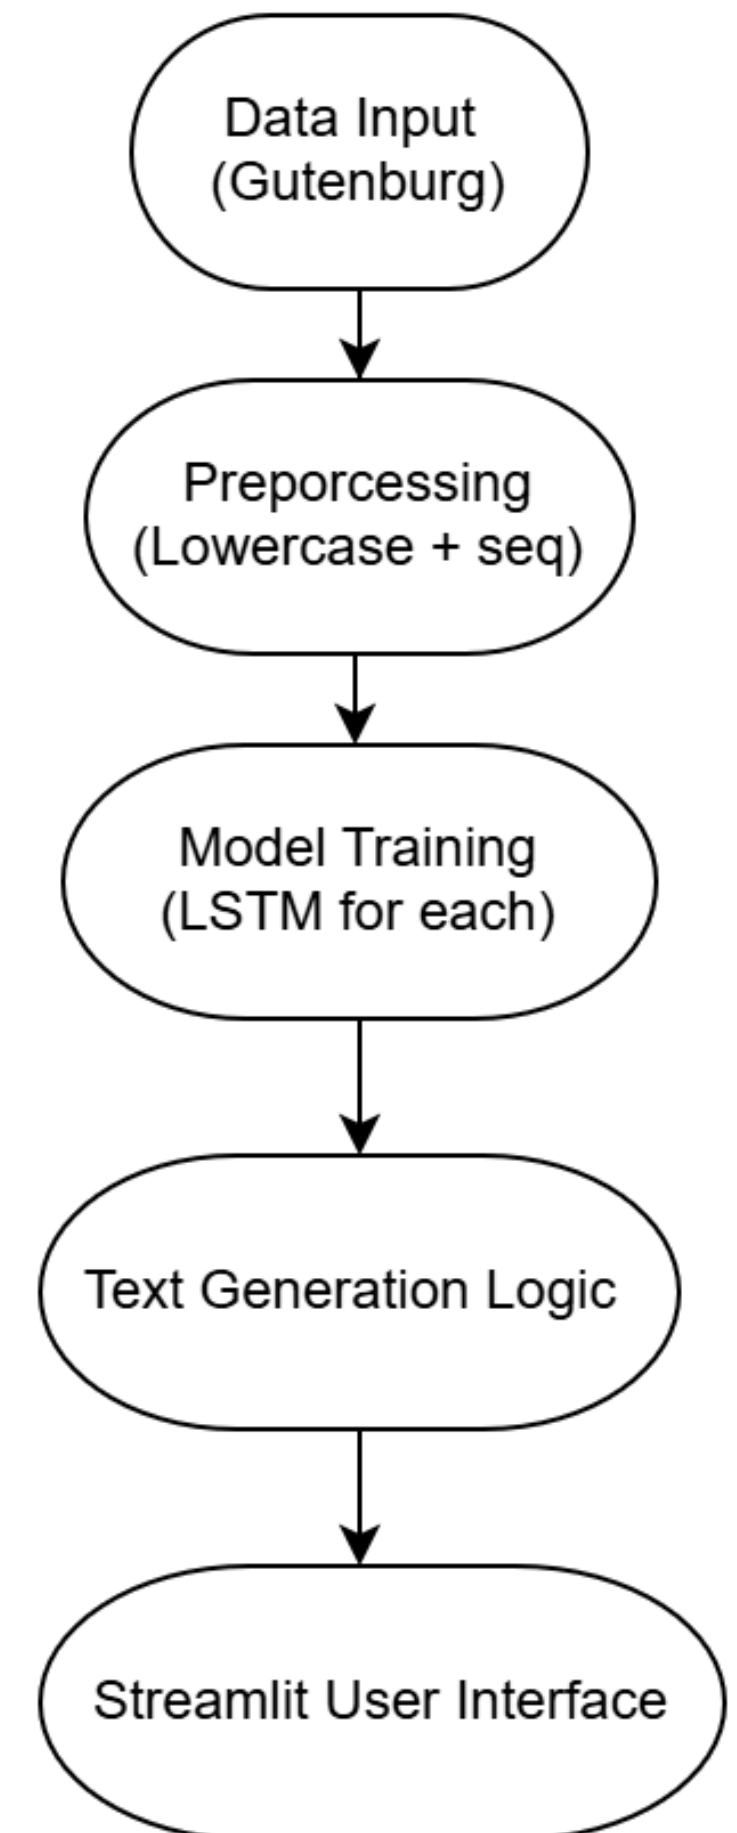 Data Input
(Gutenburg)
Preporcessing
(Lowercase + seq)
Model Training
(LSTM for each)
Text Generation Logic
Streamlit User Interface